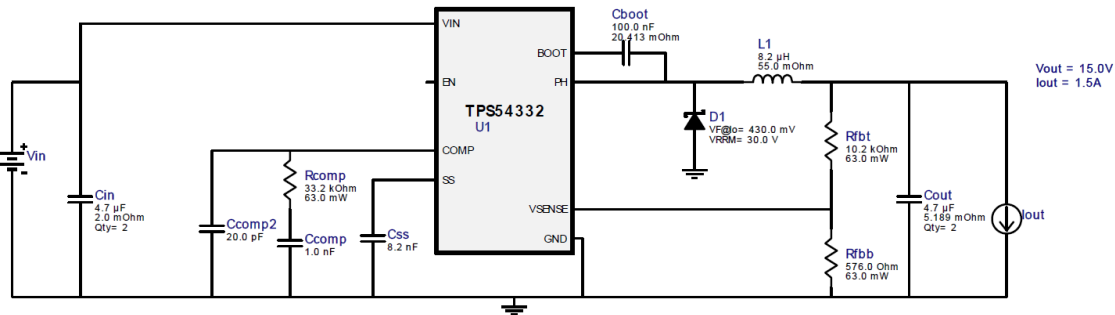 Cboot
100.0 nF
20.413 mOhm
L1
8.2 µH
55.0 mOhm
Vout = 15.0V
Iout = 1.5A
VIN
BOOT
EN
PH
TPS54332
U1
COMP
SS
VSENSE
GND
D1
VF@Io= 430.0 mV
VRRM= 30.0 V
Rfbt
10.2 kOhm
63.0 mW
Vin
Cin
4.7 µF
2.0 mOhm
Qty= 2
Rcomp
33.2 kOhm
63.0 mW
Ccomp2
20.0 pF
Ccomp
1.0 nF
Css
8.2 nF
Cout
4.7 µF
5.189 mOhm
Qty= 2
Iout
Rfbb
576.0 Ohm
63.0 mW